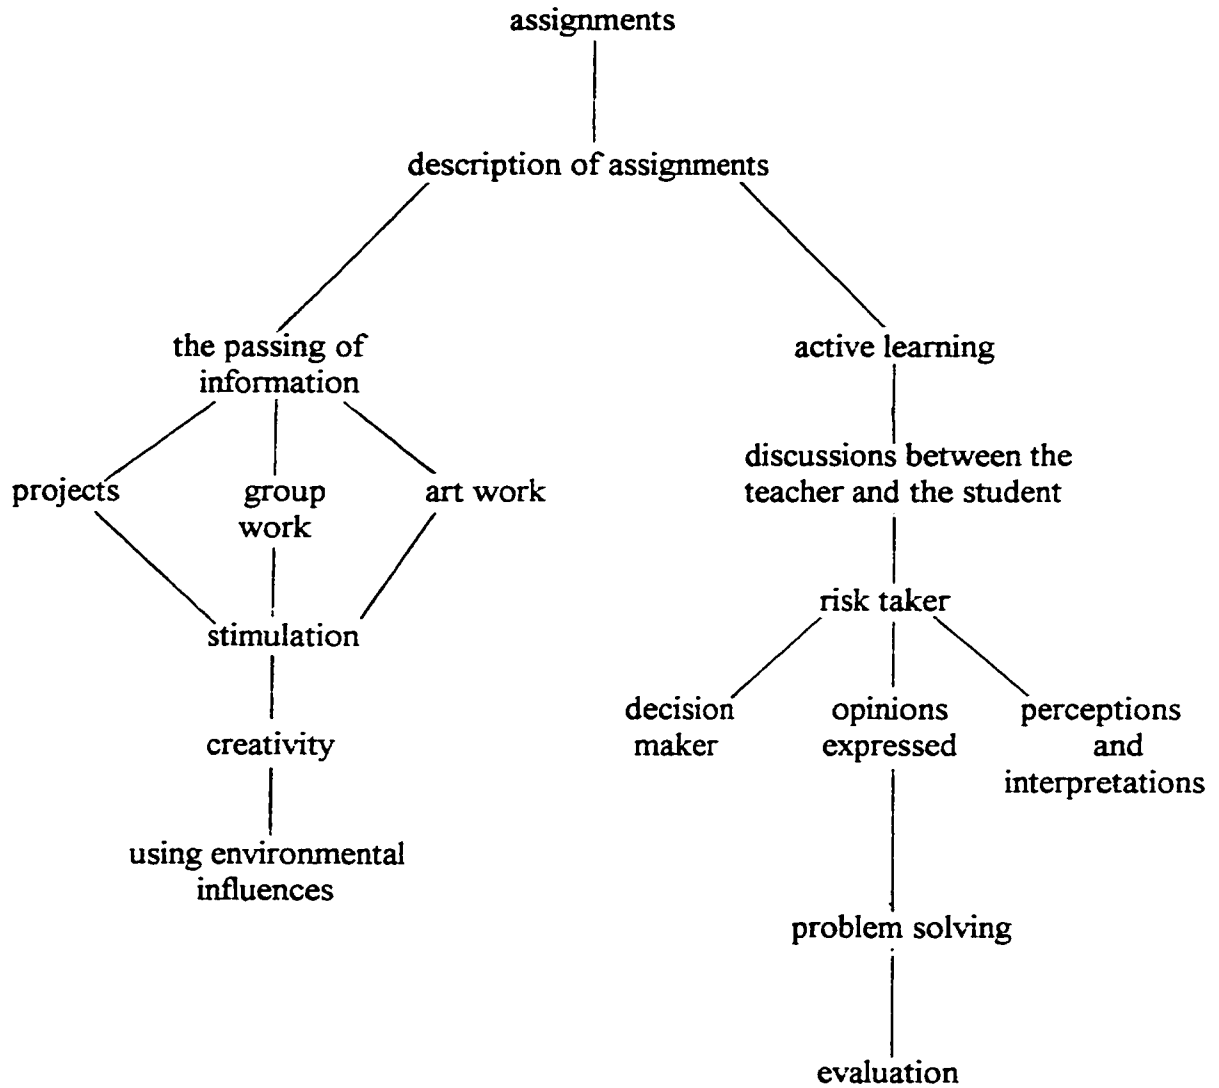 assignments
description of assignments
the passing of
information
active learning
discussions between the
teacher and the student
projects
group
work
art work
risk taker
stimulation
decision
maker
opinions
expressed
perceptions
and
interpretations
creativity
using environmental
influences
problem solving
evaluation